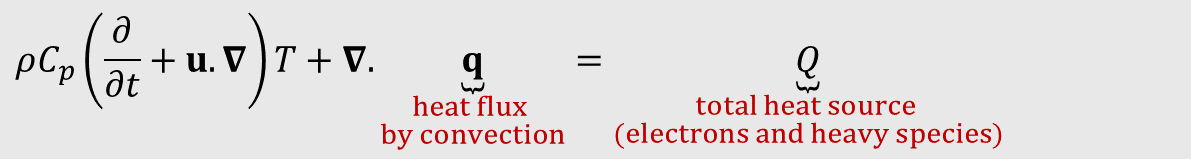 ρC_p(∂/∂t + u.∇)T + ∇. q = Q
heat flux total heat source
by convection (electrons and heavy species)